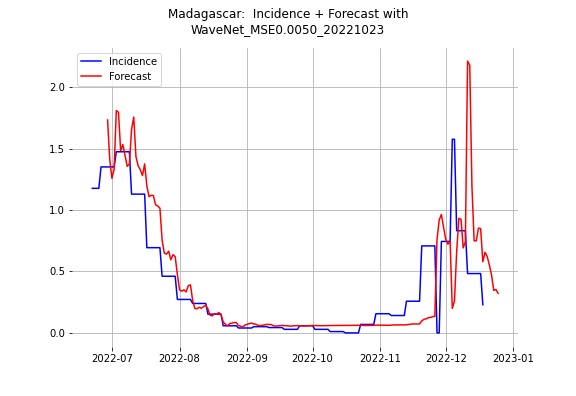 Madagascar:  Incidence + Forecast with
WaveNet_MSE0.0050_20221023
Incidence
Forecast
2.0
1.5
1.0
0.5
0.0
2022-07 2022-08 2022-09 2022-10 2022-11 2022-12 2023-01